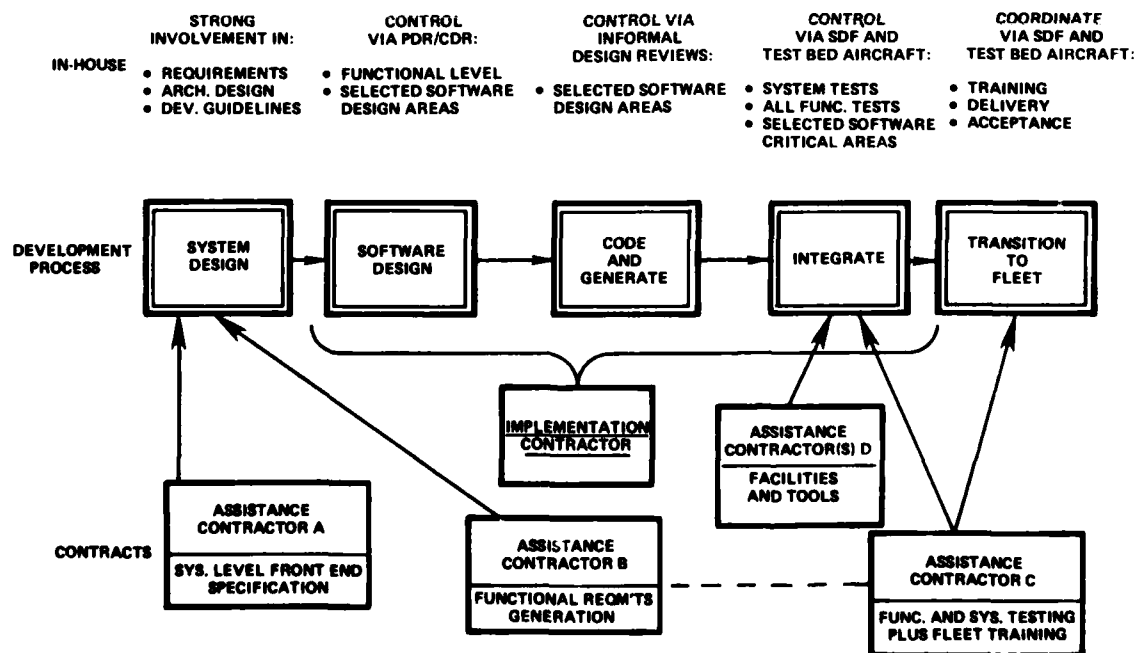 STRONG
INVOLVEMENT IN:
CONTROL
VIA PDR/CDR:
CONTROL VIA
INFORMAL
DESIGN REVIEWS:
CONTROL
VIA SDF AND
TEST BED AIRCRAFT:
COORDINATE
VIA SDF AND
TEST BED AIRCRAFT:
IN-HOUSE
• REQUIREMENTS
• ARCH. DESIGN
• DEV. GUIDELINES
• FUNCTIONAL LEVEL
• SELECTED SOFTWARE
DESIGN AREAS
• SELECTED SOFTWARE
DESIGN AREAS
• SYSTEM TESTS
• ALL FUNC. TESTS
• SELECTED SOFTWARE
CRITICAL AREAS
• TRAINING
• DELIVERY
• ACCEPTANCE
DEVELOPMENT
PROCESS
SYSTEM
DESIGN
SOFTWARE
DESIGN
CODE
AND
GENERATE
INTEGRATE
TRANSITION
TO
FLEET
IMPLEMENTATION
CONTRACTOR
ASSISTANCE
CONTRACTOR(S) D
FACILITIES
AND TOOLS
CONTRACTS
ASSISTANCE
CONTRACTOR A
SYS. LEVEL FRONT END
SPECIFICATION
ASSISTANCE
CONTRACTOR B
FUNCTIONAL REQM'TS
GENERATION
ASSISTANCE
CONTRACTOR C
FUNC. AND SYS. TESTING
PLUS FLEET TRAINING